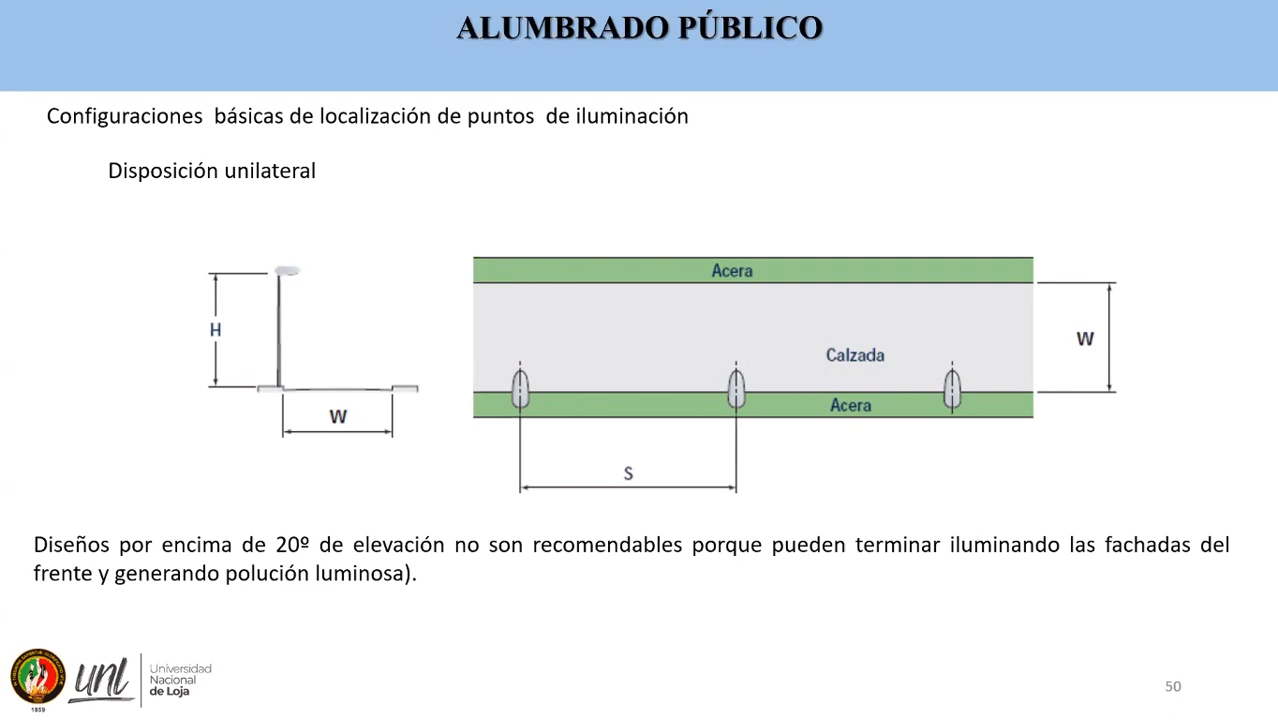 ALUMBRADO PÚBLICO
Configuraciones básicas de localización de puntos de iluminación
Disposición unilateral
Acera
H
W
Calzada
W
Acera
S
Diseños por encima de 20º de elevación no son recomendables porque pueden terminar iluminando las fachadas del
frente y generando polución luminosa).
unl
Universidad
Nacional
de Loja
1859
50